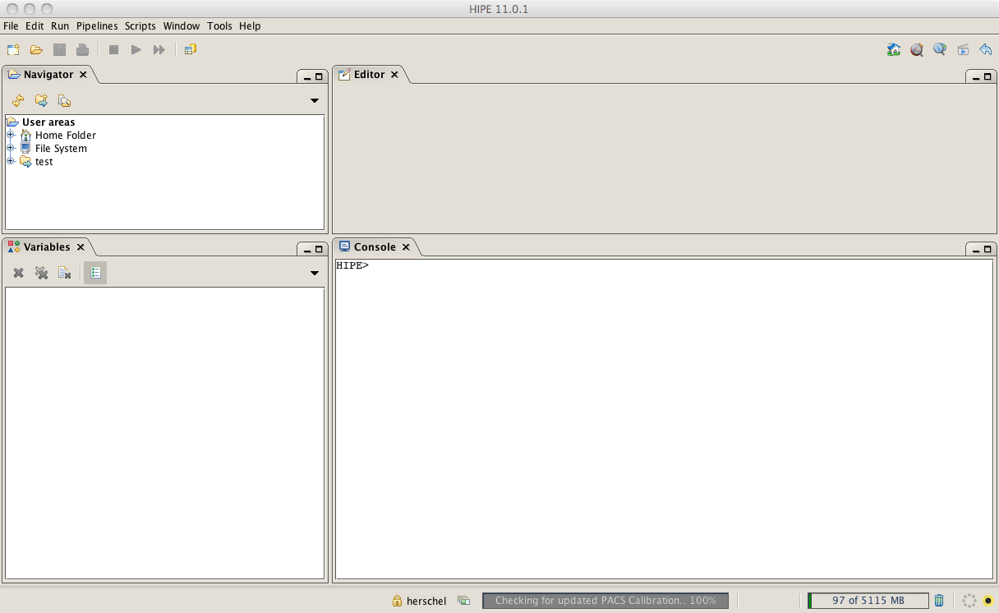 HIPE 11.0.1
File Edit Run Pipelines Scripts Window Tools Help
Navigator
Editor
User areas
Home Folder
File System
test
Variables
Console
HIPE>
herschel
Checking for updated PACS Calibration.. 100%
97 of 5115 MB